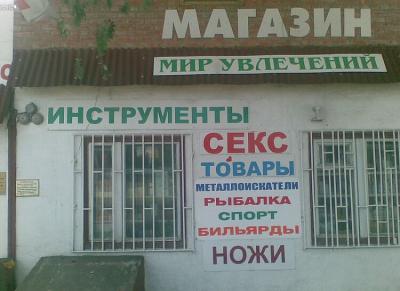 МАГАЗИН
МИР УВЛЕЧЕНИЙ
ИНСТРУМЕНТЫ
СЕКС
ТОВАРЫ
МЕТАЛЛОИСКАТЕЛИ
РЫБАЛКА
СПОРТ
БИЛЬЯРДЫ
НОЖИ